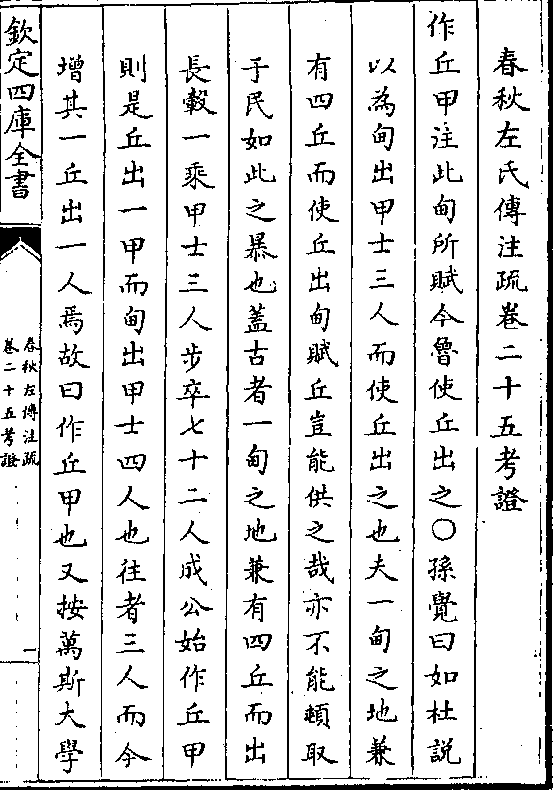 春秋左氏傳注疏卷二十五考證
作丘甲注此甸所賦今魯使丘出之〇孫覺曰如杜說
以為甸出甲士三人而使丘出之也夫一甸之地兼
有四丘而使丘出甸賦丘豈能供之哉亦不能頓取
于民如此之暴也蓋古者一甸之地兼有四丘而出
長轂一乘甲士三人步卒七十二人成公始作丘甲
則是丘出一甲而甸出甲士四人也往者三人而今
增其一丘出一人焉故曰作丘甲也又按萬斯大學
欽定四庫全書
春秋左傳注疏
卷二十五考證
一